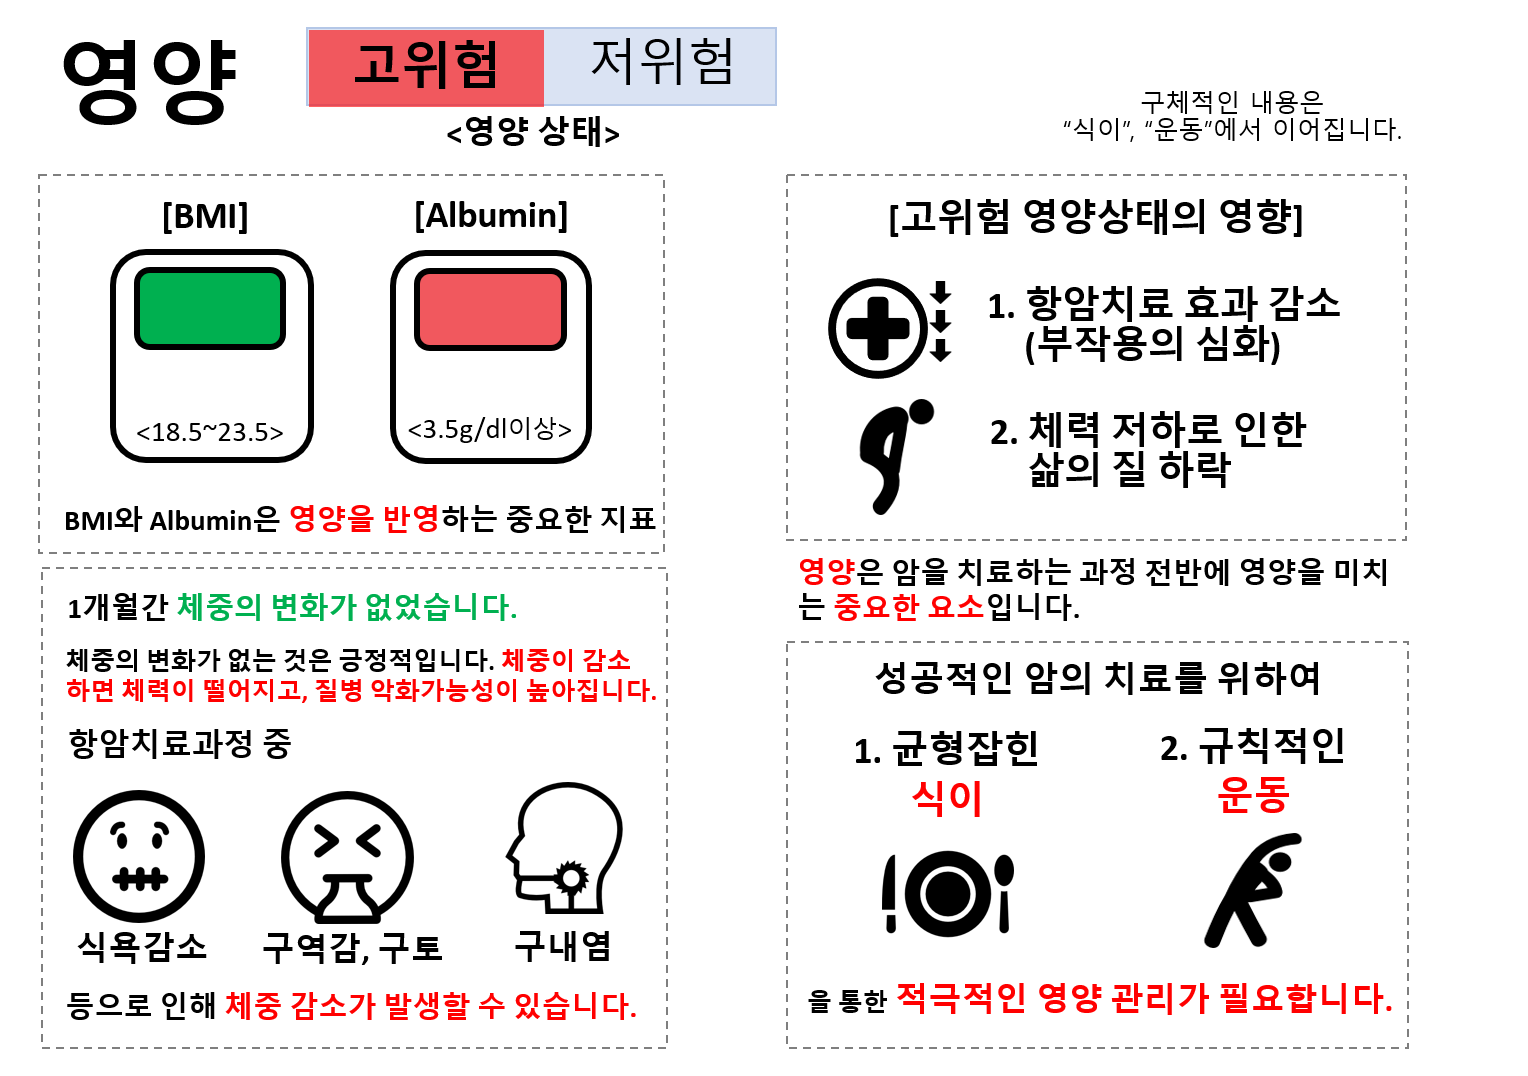 영양
고위험
저위험
<영양 상태>
구체적인 내용은
“식이”, “운동”에서 이어집니다.
[BMI]
[Albumin]
<18.5~23.5>
<3.5g/dl이상>
BMI와 Albumin은 영양을 반영하는 중요한 지표
1개월간 체중의 변화가 없었습니다.
체중의 변화가 없는 것은 긍정적입니다. 체중이 감소
하면 체력이 떨어지고, 질병 악화가능성이 높아집니다.
항암치료과정 중
식욕감소
구역감, 구토
구내염
등으로 인해 체중 감소가 발생할 수 있습니다.
[고위험 영양상태의 영향]
1. 항암치료 효과 감소
(부작용의 심화)
2. 체력 저하로 인한
삶의 질 하락
영양은 암을 치료하는 과정 전반에 영양을 미치
는 중요한 요소입니다.
성공적인 암의 치료를 위하여
1. 균형잡힌
식이
2. 규칙적인
운동
을 통한 적극적인 영양 관리가 필요합니다.